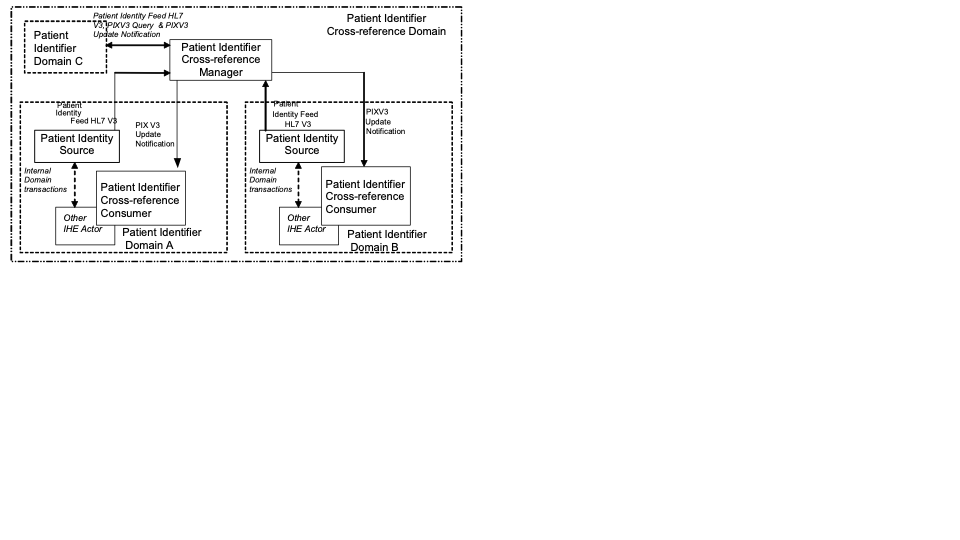 Patient Identity Feed HL7
V3, PIXV3 Query & PIXV3
Update Notification
Patient Identifier
Cross-reference Domain
Patient
Identifier
Domain C
Patient Identifier
Cross-reference
Manager
Patient
Identity
Feed HL7 V3
PIX V3
Update
Notification
Patient
Identity Feed
HL7 V3
PIXV3
Update
Notification
Patient Identity
Source
Internal
Domain
transactions
Patient Identifier
Cross-reference
Consumer
Other
IHE Actor
Patient Identifier
Domain A
Patient Identity
Source
Internal
Domain
transactions
Patient Identifier
Cross-reference
Consumer
Other
IHE Actor
Patient Identifier
Domain B